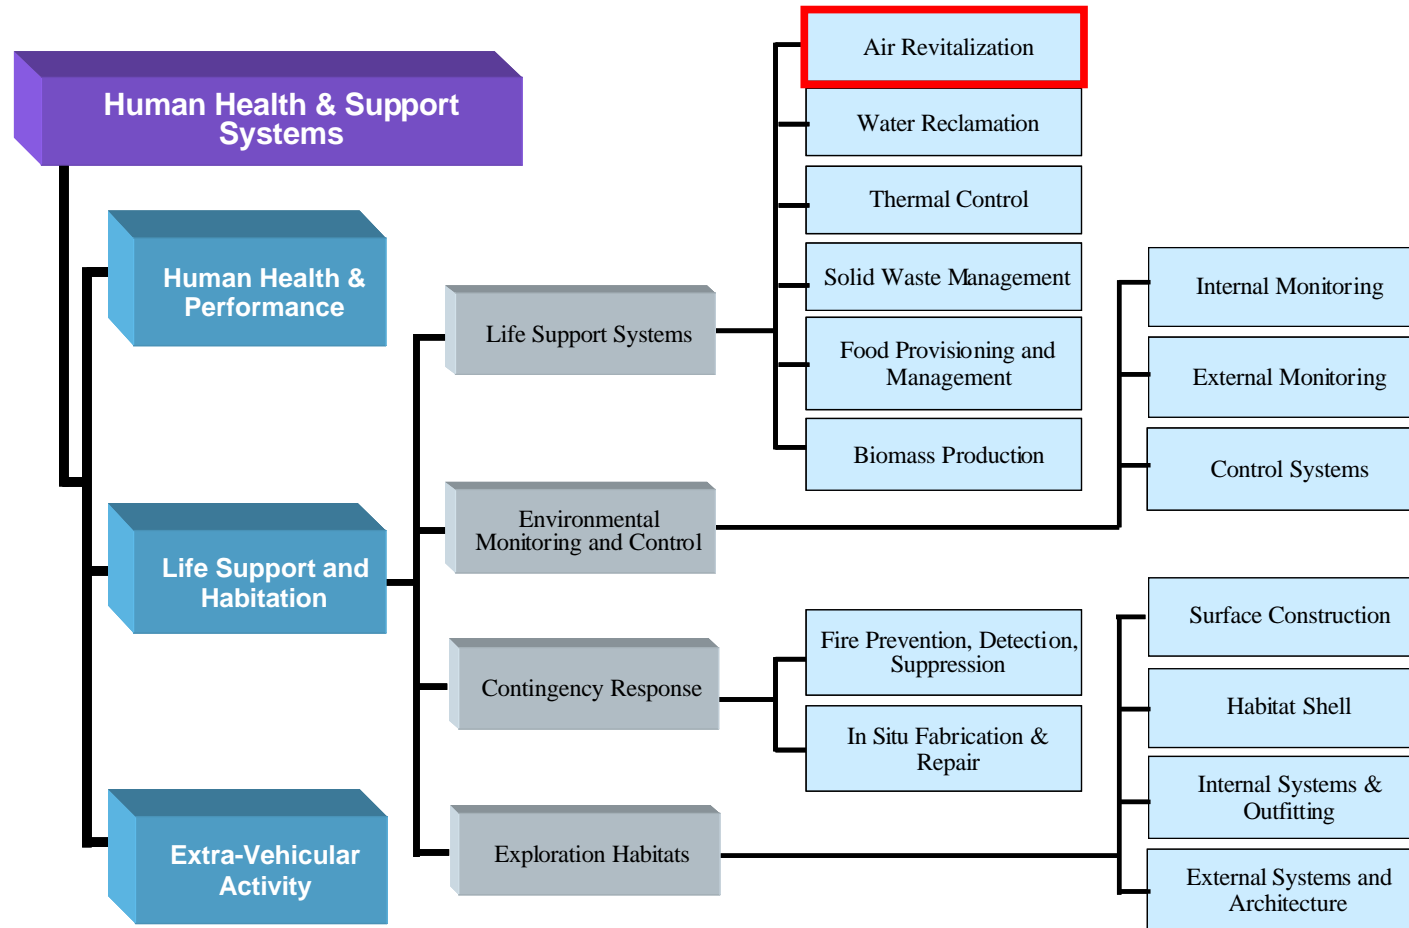 Human Health & Support
Systems
Human Health &
Performance
Life Support and
Habitation
Extra-Vehicular
Activity
Life Support Systems
Environmental
Monitoring and Control
Contingency Response
Exploration Habitats
Air Revitalization
Water Reclamation
Thermal Control
Solid Waste Management
Food Provisioning and
Management
Biomass Production
Fire Prevention, Detection,
Suppression
In Situ Fabrication &
Repair
Internal Monitoring
External Monitoring
Control Systems
Surface Construction
Habitat Shell
Internal Systems &
Outfitting
External Systems and
Architecture